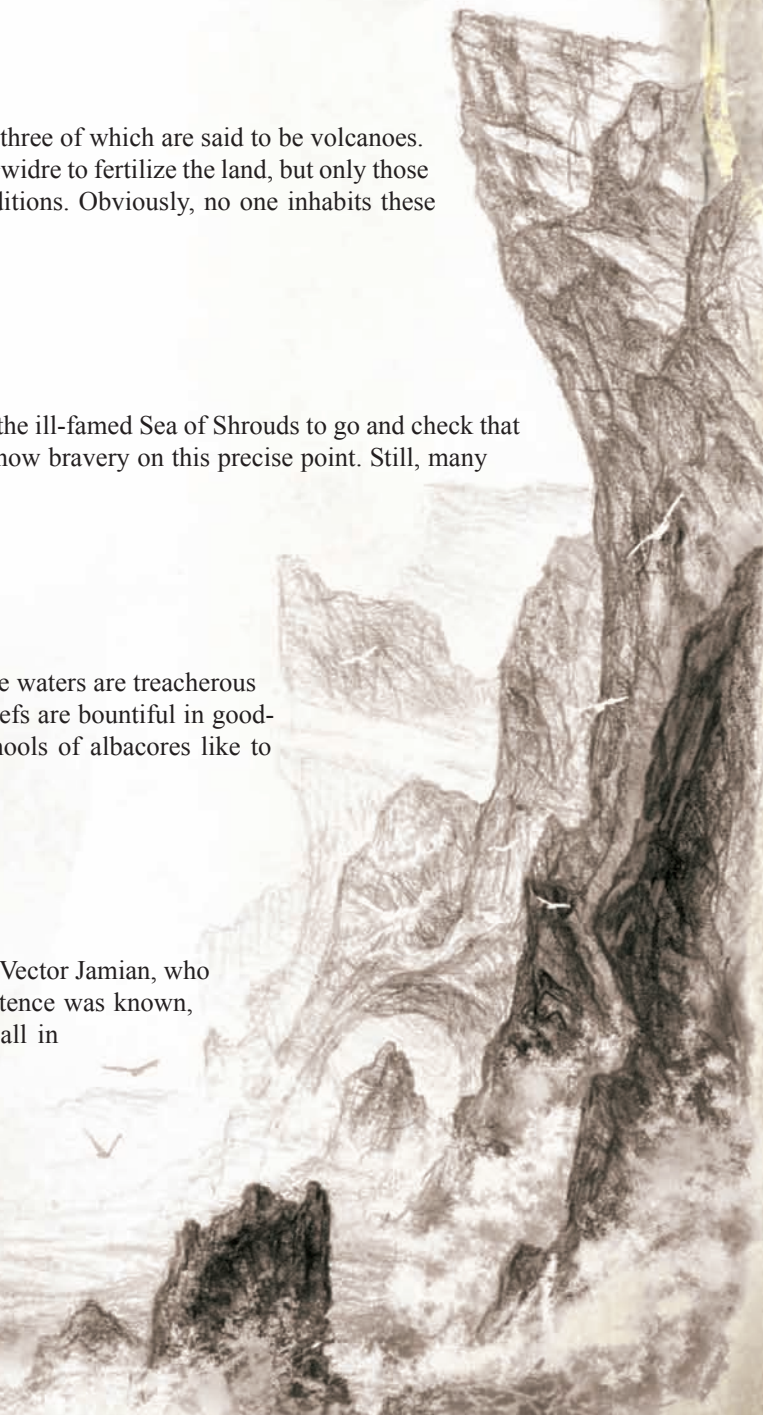 three of which are said to be volcanoes.
widre to fertilize the land, but only those
ditions. Obviously, no one inhabits these
the ill-famed Sea of Shrouds to go and check that
how bravery on this precise point. Still, many
e waters are treacherous
efs are bountiful in good-
hools of albacores like to
Vector Jamian, who
tence was known,
all in